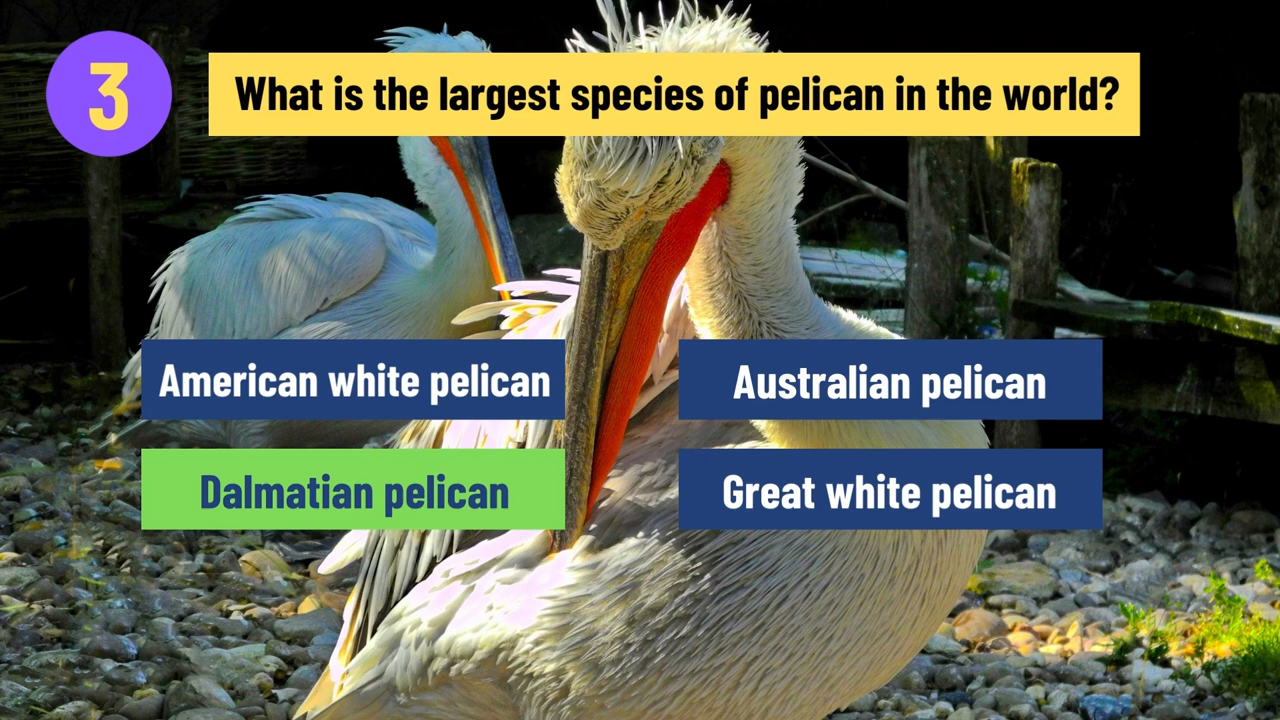 3
What is the largest species of pelican in the world?
American white pelican
Australian pelican
Dalmatian pelican
Great white pelican